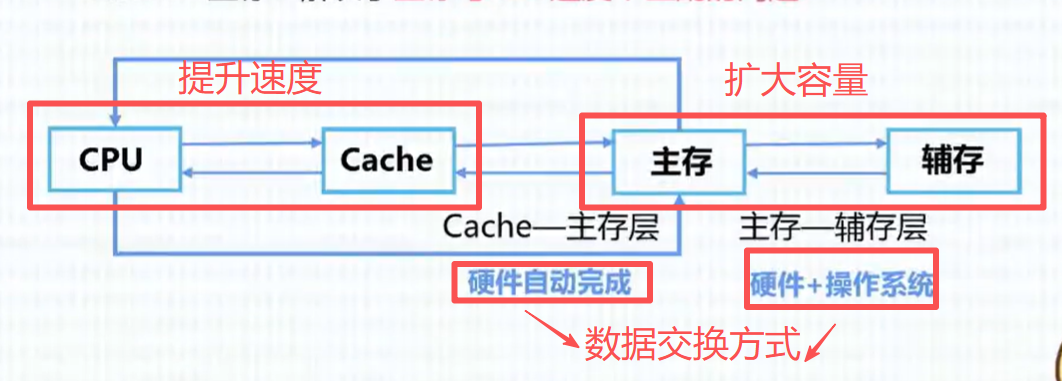 提升速度
扩大容量
CPU
Cache
主存
辅存
Cache—主存层
主存—辅存层
硬件自动完成
硬件+操作系统
数据交换方式